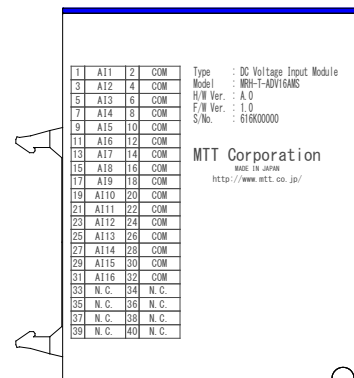 1 AI1 2 COM
3 AI2 4 COM
5 AI3 6 COM
7 AI4 8 COM
9 AI5 10 COM
11 AI6 12 COM
13 AI7 14 COM
15 AI8 16 COM
17 AI9 18 COM
19 AI10 20 COM
21 AI11 22 COM
23 AI12 24 COM
25 AI13 26 COM
27 AI14 28 COM
29 AI15 30 COM
31 AI16 32 COM
33 N.C. 34 N.C.
35 N.C. 36 N.C.
37 N.C. 38 N.C.
39 N.C. 40 N.C.
Type : DC Voltage Input Module
Model : MRH-T-ADV16AMS
H/W Ver. : A.0
F/W Ver. : 1.0
S/No. : 616K00000
MTT Corporation
MADE IN JAPAN
http://www.mtt.co.jp/